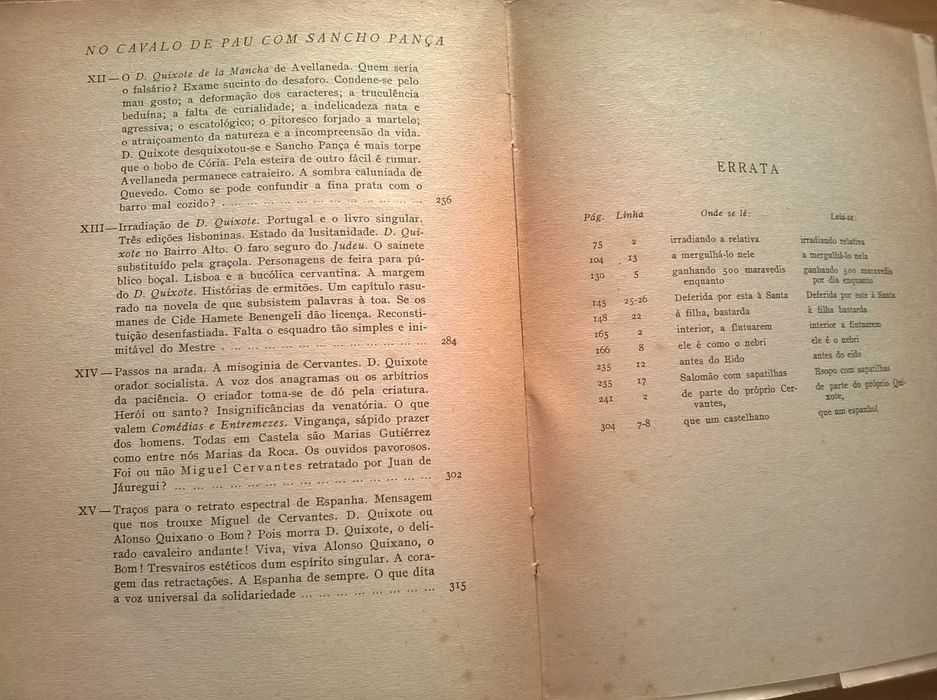 NO CAVALO DE PAU COM SANCHO PANÇA
XII — O D. Quixote de la Mancha de Avellaneda. Quem seria
o falsário? Exame sucinto do desaforo. Condene-se pelo
mau gosto; a deformação dos caracteres; a truculência
beduína; a falta de curialidade; a indelicadeza nata e
agressiva; o escatológico; o pitoresco forjado a martelo;
o atraiçoamento da natureza e a incompreensão da vida.
D. Quixote desquixotou-se e Sancho Pança é mais torpe
que o bobo de Cória. Pela esteira de outro fácil é rumar.
Avellaneda permanece catraieiro. A sombra caluniada de
Quevedo. Como se pode confundir a fina prata com o
barro mal cozido? ... ... ... ... ... ... ... ... ... 256
XIII — Irradiação de D. Quixote. Portugal e o livro singular.
Três edições lisboninas. Estado da lusitanidade. D. Qui-
xote no Bairro Alto. O faro seguro do Judeu. O sainete
substituído pela graçola. Personagens de feira para pú-
blico boçal. Lisboa e a bucólica cervantina. À margem
do D. Quixote. Histórias de ermitões. Um capítulo rasu-
rado na novela de que subsistem palavras à toa. Se os
manes de Cide Hamete Benengeli dão licença. Reconsti-
tuição desenfastiada. Falta o esquadro tão simples e ini-
mitável do Mestre ... ... ... ... ... ... ... ... ... 284
XIV — Passos na arada. A misoginia de Cervantes. D. Quixote
orador socialista. A voz dos anagramas ou os arbítrios
da paciência. O criador toma-se de dó pela criatura.
Herói ou santo? Insignificâncias da venatória. O que
valem Comédias e Entremezes. Vingança, sápido prazer
dos homens. Todas em Castela são Marias Gutiérrez
como entre nós Marias da Roca. Os ouvidos pavorosos.
Foi ou não Miguel Cervantes retratado por Juan de
Jáuregui? ... ... ... ... ... ... ... ... ... ... 302
XV — Traços para o retrato espectral de Espanha. Mensagem
que nos trouxe Miguel de Cervantes. D. Quixote ou
Alonso Quixano o Bom? Pois morra D. Quixote, o deli-
rado cavaleiro andante! Viva, viva Alonso Quixano, o
Bom! Tresvairos estéticos dum espírito singular. A cora-
gem das retractações. A Espanha de sempre. O que dita
a voz universal da solidariedade ... ... ... ... ... ... ... 315
ERRATA
Pág. Linha Onde se lê: Leia-se:
75 2 irradiando a relativa irradiando relativa
104 13 a mergulhá-lo nele a mergulhá-lo nela
130 5 ganhando 500 maravedis ganhando 500 maravedis
enquanto por dia enquanto
145 25-26 Deferida por esta à Santa Deferida por este à Santa
148 22 à filha, bastarda à filha bastarda
165 2 interior, a flutuarem interior a flutuarem
166 8 ele é como o nebri ele é o nebri
235 12 antes do Eido antes do eido
235 17 Salomão com sapatilhas Esopo com sapatilhas
241 2 de parte do próprio Cer- de parte do próprio Qui-
vantes, xote,
304 7-8 que um castelhano que um espanhol